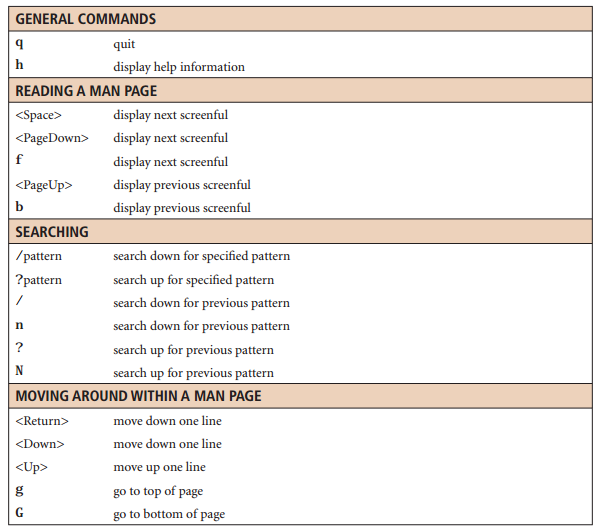 GENERAL COMMANDS
q quit
h display help information
READING A MAN PAGE
<Space> display next screenful
<PageDown> display next screenful
f display next screenful
<PageUp> display previous screenful
b display previous screenful
SEARCHING
/pattern search down for specified pattern
?pattern search up for specified pattern
/ search down for previous pattern
n search down for previous pattern
? search up for previous pattern
N search up for previous pattern
MOVING AROUND WITHIN A MAN PAGE
<Return> move down one line
<Down> move down one line
<Up> move up one line
g go to top of page
G go to bottom of page